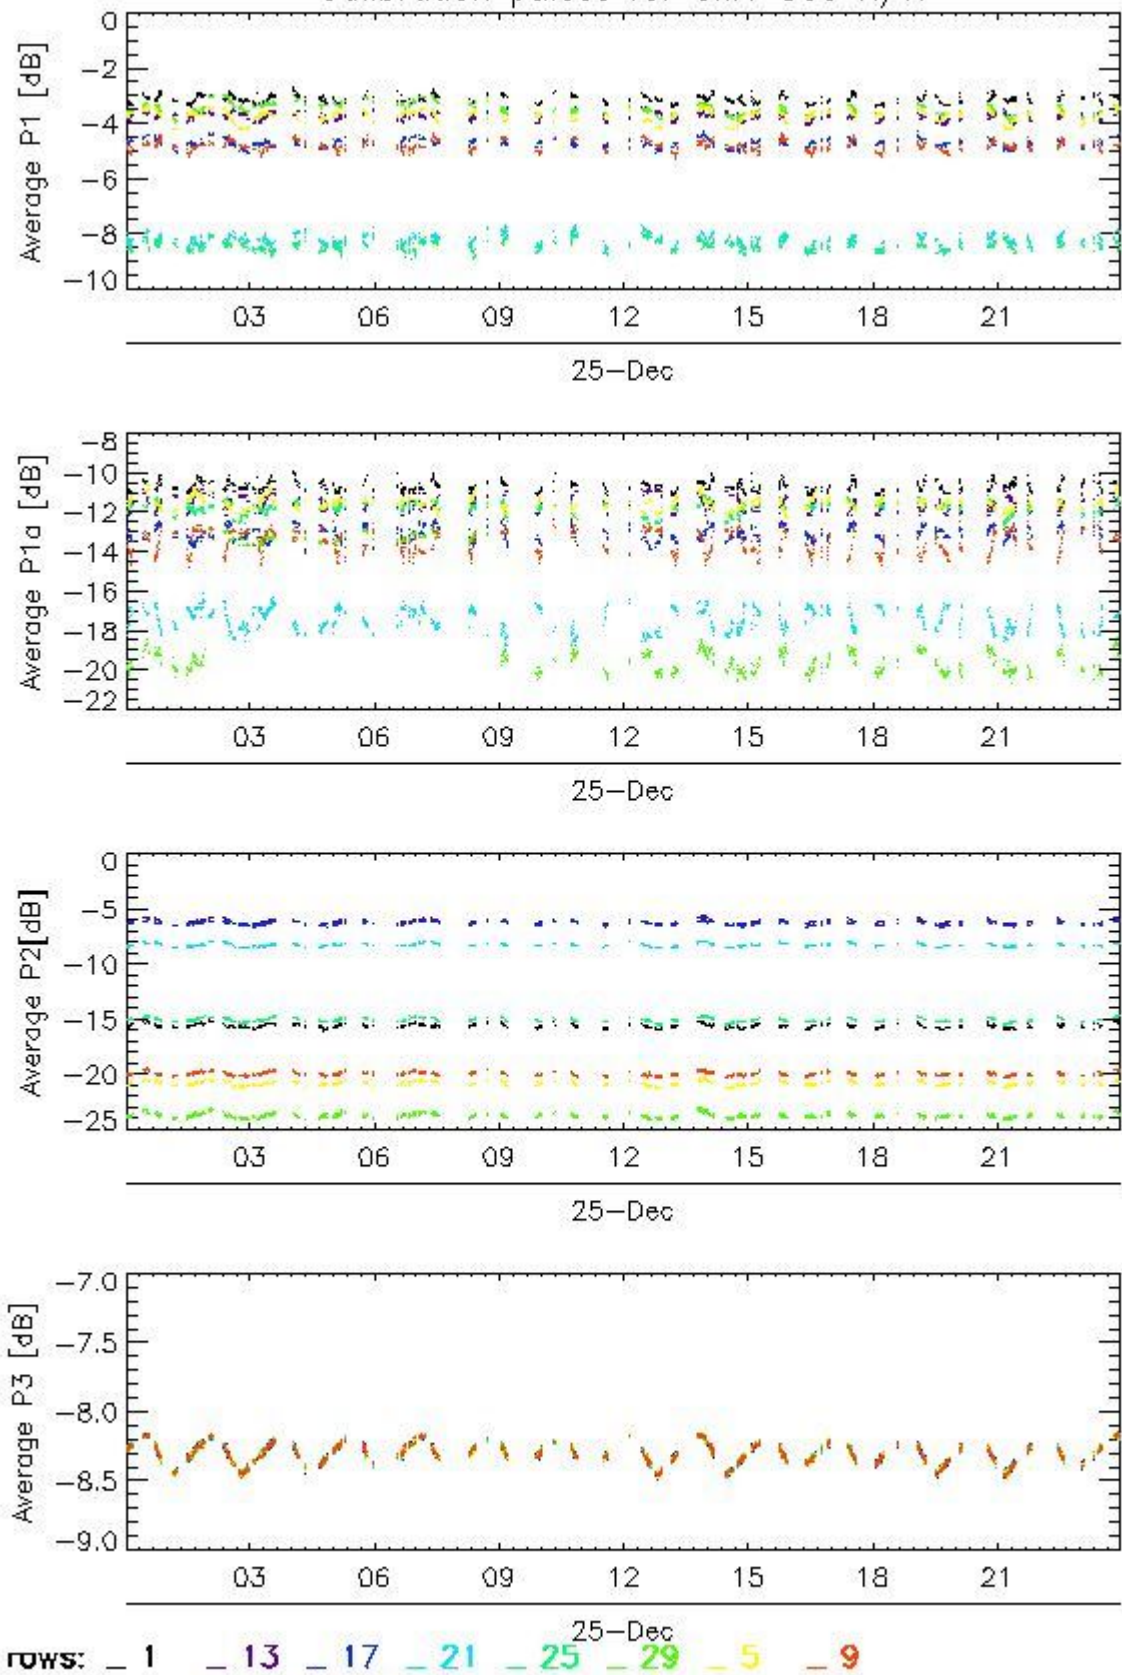 0
−2
−4
−6
−8
−10
Average P1 [dB]
03 06 09 12 15 18 21
25−Dec
−8
−10
−12
−14
−16
−18
−20
−22
Average P1a [dB]
03 06 09 12 15 18 21
25−Dec
0
−5
−10
−15
−20
−25
Average P2[dB]
03 06 09 12 15 18 21
25−Dec
−7.0
−7.5
−8.0
−8.5
−9.0
Average P3 [dB]
03 06 09 12 15 18 21
25−Dec
rows: _ 1 _ 13 _ 17 _ 21 _ 25 _ 29 _ 5 _ 9